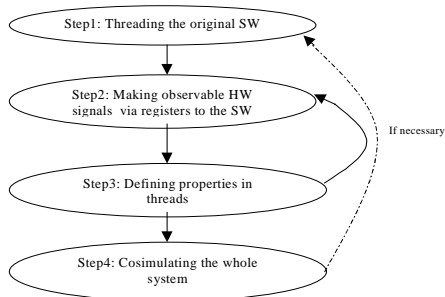 Step1: Threading the original SW
Step2: Making observable HW
signals via registers to the SW
If necessary
Step3: Defining properties in
threads
Step4: Cosimulating the whole
system